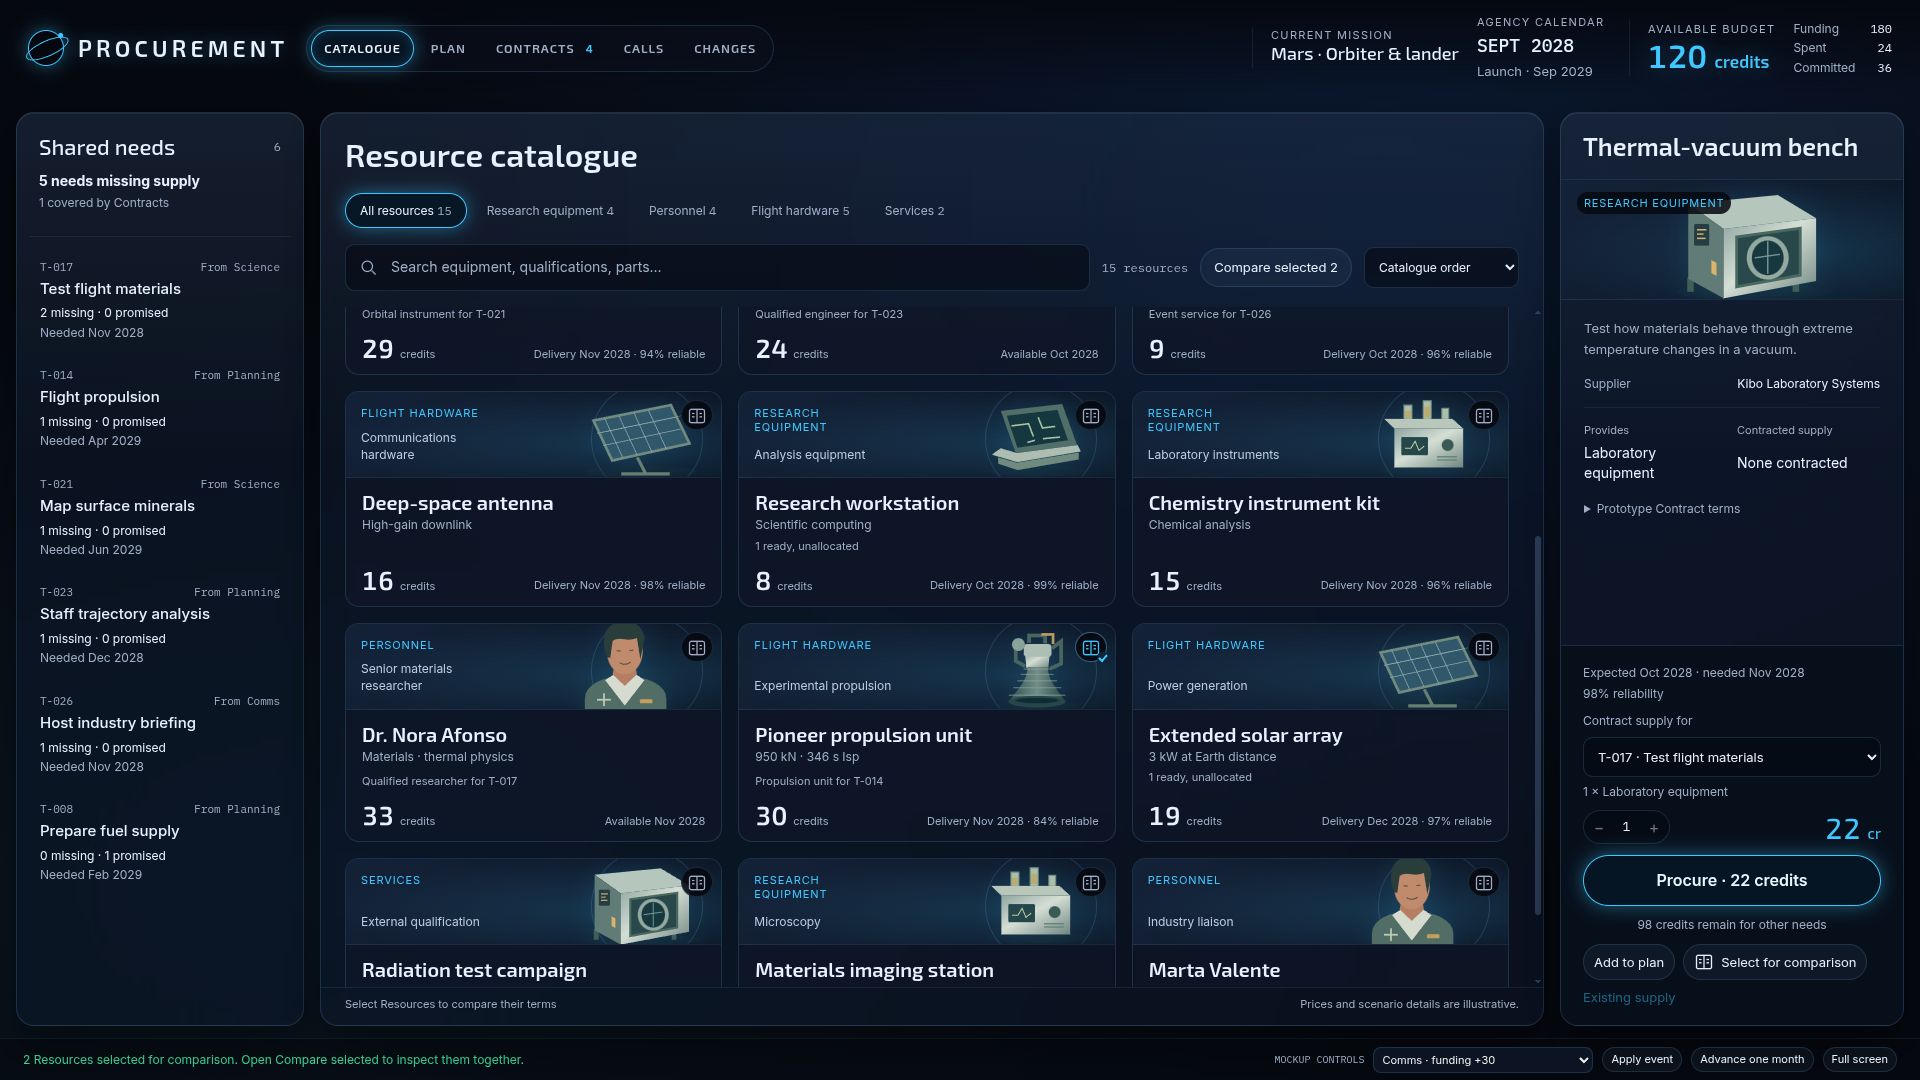 PROCUREMENT
CATALOGUE
PLAN
CONTRACTS 4
CALLS
CHANGES
CURRENT MISSION
Mars · Orbiter & lander
AGENCY CALENDAR
SEPT 2028
Launch · Sep 2029
AVAILABLE BUDGET
120 credits
Funding 180
Spent 24
Committed 36
Shared needs 6
5 needs missing supply
1 covered by Contracts
T-017 From Science
Test flight materials
2 missing · 0 promised
Needed Nov 2028
T-014 From Planning
Flight propulsion
1 missing · 0 promised
Needed Apr 2029
T-021 From Science
Map surface minerals
1 missing · 0 promised
Needed Jun 2029
T-023 From Planning
Staff trajectory analysis
1 missing · 0 promised
Needed Dec 2028
T-026 From Comms
Host industry briefing
1 missing · 0 promised
Needed Nov 2028
T-008 From Planning
Prepare fuel supply
0 missing · 1 promised
Needed Feb 2029
Resource catalogue
All resources 15
Research equipment 4
Personnel 4
Flight hardware 5
Services 2
Search equipment, qualifications, parts...
15 resources
Compare selected 2
Catalogue order
Orbital instrument for T-021
29 credits
Delivery Nov 2028 · 94% reliable
Qualified engineer for T-023
24 credits
Available Oct 2028
Event service for T-026
9 credits
Delivery Oct 2028 · 96% reliable
FLIGHT HARDWARE
Communications
hardware
Deep-space antenna
High-gain downlink
16 credits
Delivery Nov 2028 · 98% reliable
RESEARCH
EQUIPMENT
Analysis equipment
Research workstation
Scientific computing
1 ready, unallocated
8 credits
Delivery Oct 2028 · 99% reliable
RESEARCH
EQUIPMENT
Laboratory instruments
Chemistry instrument kit
Chemical analysis
15 credits
Delivery Nov 2028 · 96% reliable
PERSONNEL
Senior materials
researcher
Dr. Nora Afonso
Materials · thermal physics
Qualified researcher for T-017
33 credits
Available Nov 2028
FLIGHT HARDWARE
Experimental propulsion
Pioneer propulsion unit
950 kN · 346 s Isp
Propulsion unit for T-014
30 credits
Delivery Nov 2028 · 84% reliable
FLIGHT HARDWARE
Power generation
Extended solar array
3 kW at Earth distance
1 ready, unallocated
19 credits
Delivery Dec 2028 · 97% reliable
SERVICES
External qualification
Radiation test campaign
RESEARCH
EQUIPMENT
Microscopy
Materials imaging station
PERSONNEL
Industry liaison
Marta Valente
Select Resources to compare their terms
Prices and scenario details are illustrative.
Thermal-vacuum bench
RESEARCH EQUIPMENT
Test how materials behave through extreme
temperature changes in a vacuum.
Supplier Kibo Laboratory Systems
Provides
Laboratory
equipment
Contracted supply
None contracted
Prototype Contract terms
Expected Oct 2028 · needed Nov 2028
98% reliability
Contract supply for
T-017 · Test flight materials
1 × Laboratory equipment
− 1 +
22 cr
Procure · 22 credits
98 credits remain for other needs
Add to plan
Select for comparison
Existing supply
2 Resources selected for comparison. Open Compare selected to inspect them together.
MOCKUP CONTROLS
Comms · funding +30
Apply event
Advance one month
Full screen